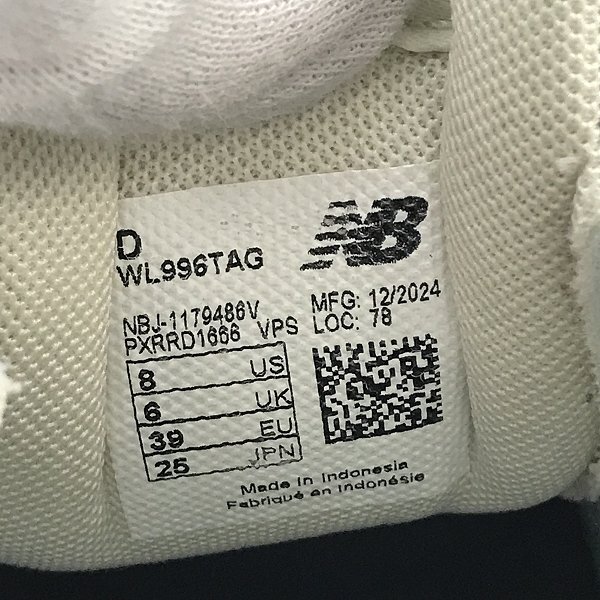 D
NB
WL996TAG
NBJ-1179486V
PXRRD1666 VPS
MFG: 12/2024
LOC: 78
8 US
6 UK
39 EU
25 JPN
Made in Indonesia
Fabriqué en Indonésie